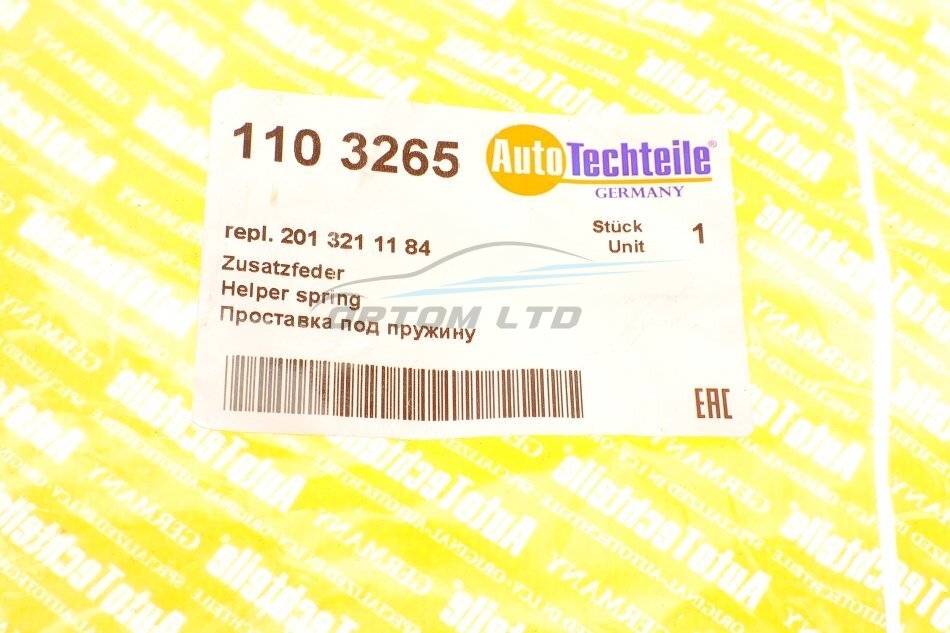 110 3265
AutoTechteile®
GERMANY
repl. 201 321 11 84
Stück 1
Unit
Zusatzfeder
Helper spring
Проставка под пружину
ORTOM LTD
EAC